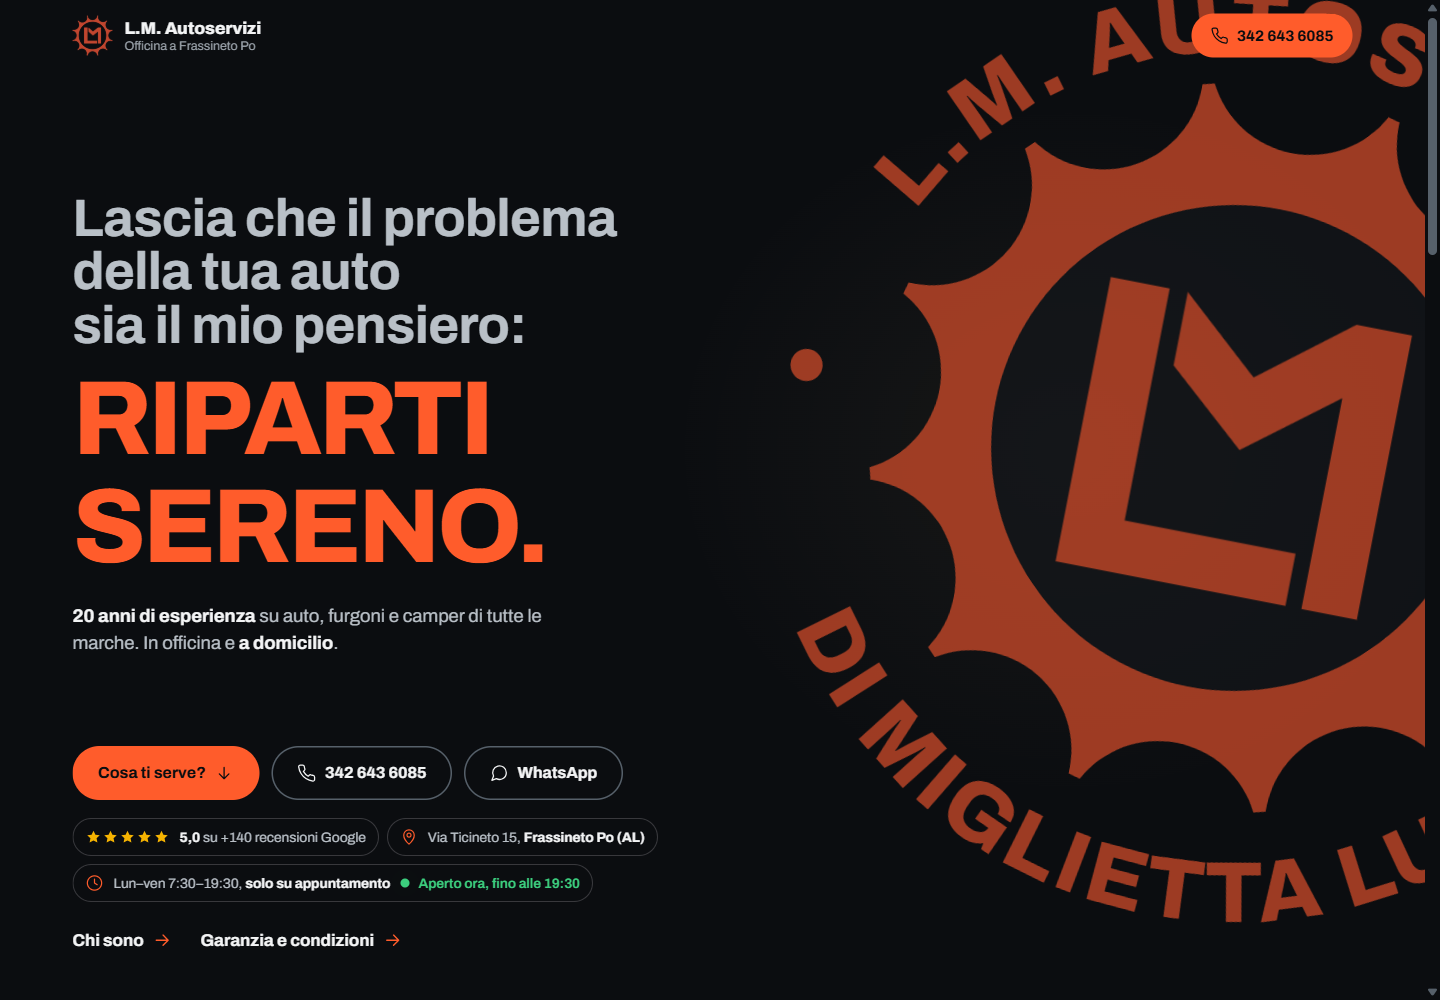 L.M. Autoservizi
Officina a Frassineto Po
342 643 6085
L.M. AUTOS
LM
DI MIGLIETTA LU
Lascia che il problema
della tua auto
sia il mio pensiero:
RIPARTI
SERENO.
20 anni di esperienza su auto, furgoni e camper di tutte le
marche. In officina e a domicilio.
Cosa ti serve?
342 643 6085
WhatsApp
5,0 su +140 recensioni Google
Via Ticineto 15, Frassineto Po (AL)
Lun–ven 7:30–19:30, solo su appuntamento
Aperto ora, fino alle 19:30
Chi sono
Garanzia e condizioni